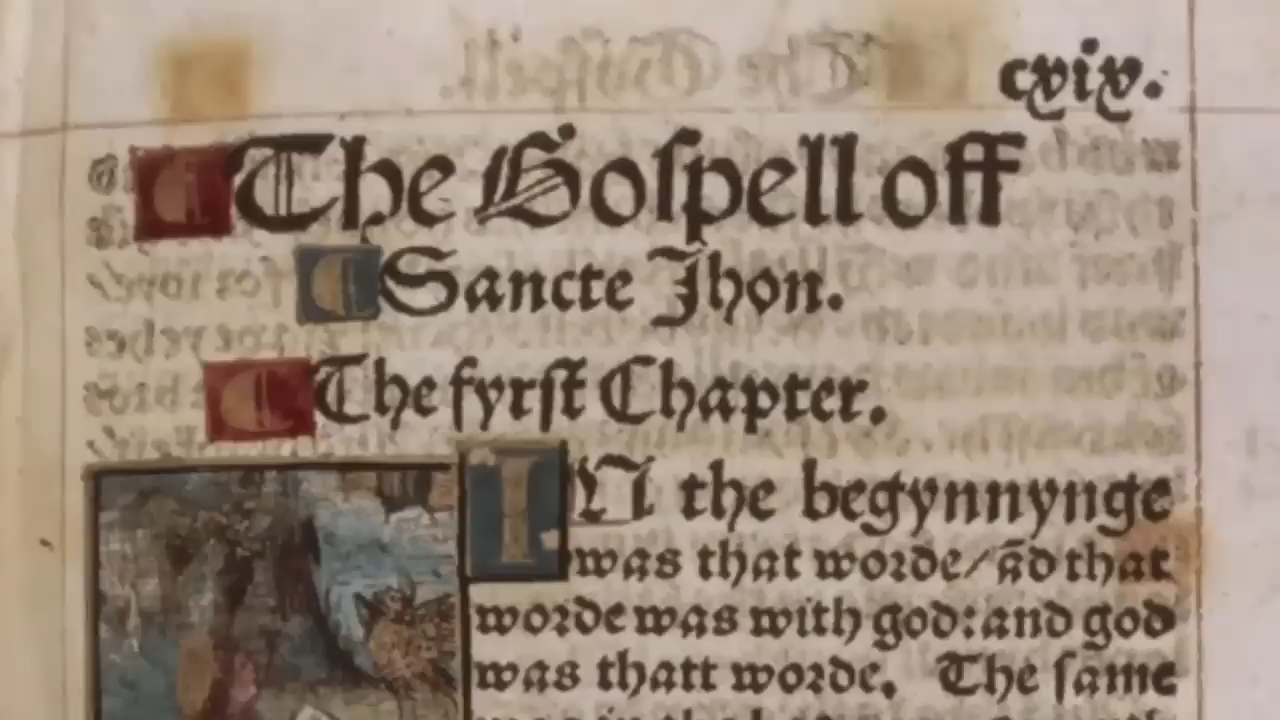 cxix.
The Gospell off
Sancte Jhon.
The fyrst Chapter.
IN the begynnynge
was that worde/ ād that
worde was with god: and god
was thatt worde. The same